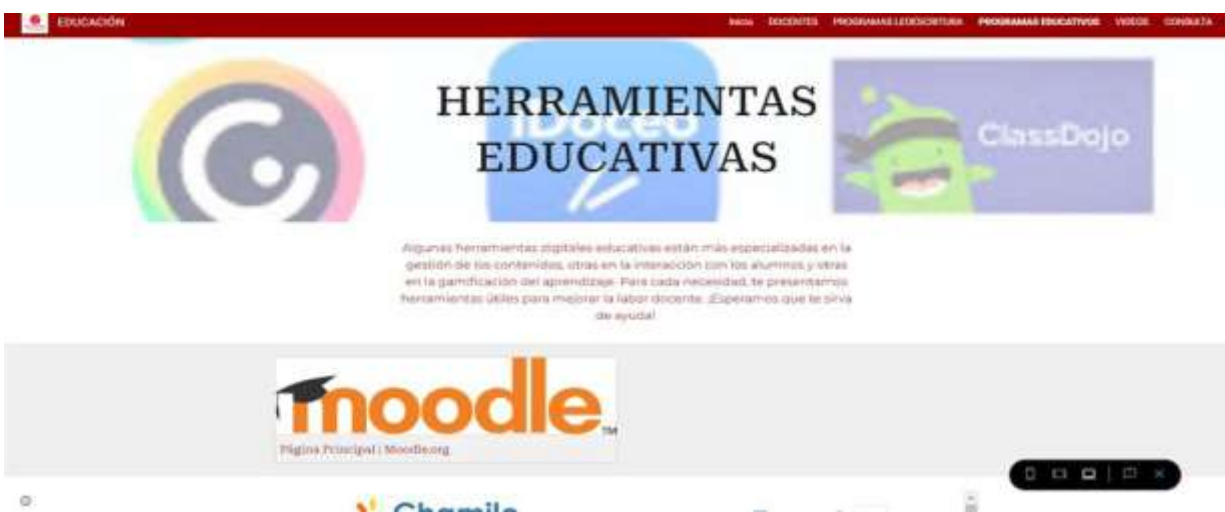 EDUCACIÓN
Inicio DOCENTES PROGRAMAS LEOESCRITURA PROGRAMAS EDUCATIVOS VIDEOS CONSULTA
HERRAMIENTAS
EDUCATIVAS
iDoceo
ClassDojo
Algunas herramientas digitales educativas están más especializadas en la
gestión de los contenidos, otras en la interacción con los alumnos y otras
en la gamificación del aprendizaje. Para cada necesidad, te presentamos
herramientas útiles para mejorar la labor docente. ¡Esperamos que te sirva
de ayuda!
moodle TM
Página Principal | Moodle.org
Chamilo